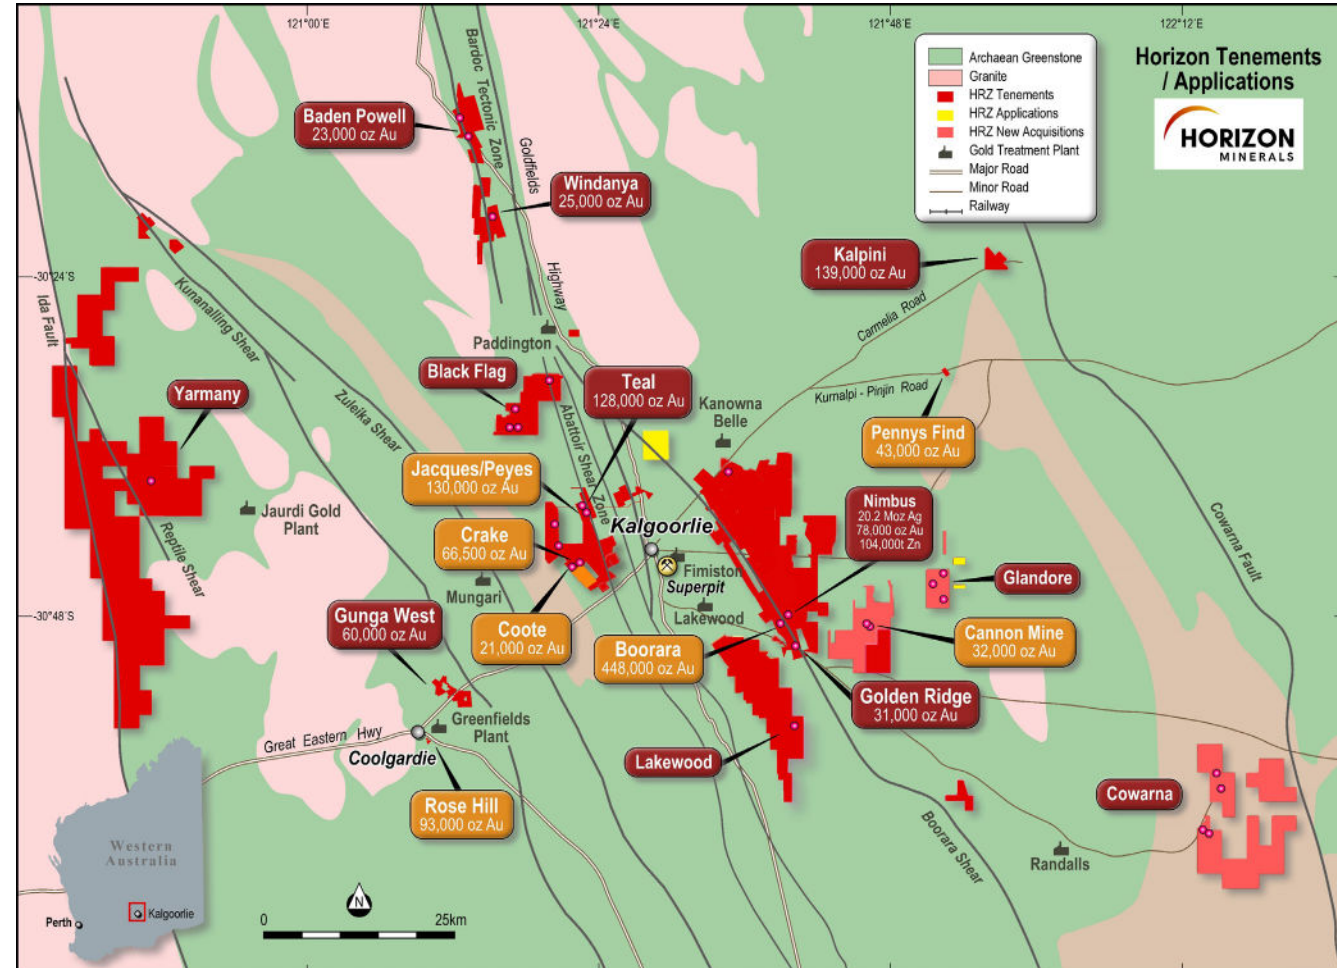 121°00´E
121°24´E
121°48´E
122°12´E
Horizon Tenements
/ Applications
HORIZON
MINERALS
Archaean Greenstone
Granite
HRZ Tenements
HRZ Applications
HRZ New Acquisitions
Gold Treatment Plant
Major Road
Minor Road
Railway
Bardoc Tectonic Zone
Goldfields
Highway
Baden Powell
23,000 oz Au
Windanya
25,000 oz Au
Kalpini
139,000 oz Au
-30°24´S
Ida Fault
Kunanalling Shear
Zuleika Shear
Carmelia Road
Paddington
Black Flag
Teal
128,000 oz Au
Kanowna
Belle
Kurnalpi - Pinjin Road
Yarmany
Abattoir Shear Zone
Pennys Find
43,000 oz Au
Jacques/Peyes
130,000 oz Au
Jaurdi Gold
Plant
Reptile Shear
Kalgoorlie
Nimbus
20.2 Moz Ag
78,000 oz Au
104,000t Zn
Cowarna Fault
Crake
66,500 oz Au
Fimiston
Superpit
Glandore
Mungari
-30°48´S
Gunga West
60,000 oz Au
Lakewood
Coote
21,000 oz Au
Boorara
448,000 oz Au
Cannon Mine
32,000 oz Au
Golden Ridge
31,000 oz Au
Greenfields
Plant
Great Eastern Hwy
Coolgardie
Lakewood
Rose Hill
93,000 oz Au
Cowarna
Boorara Shear
Randalls
Western
Australia
Perth
Kalgoorlie
N
0
25km